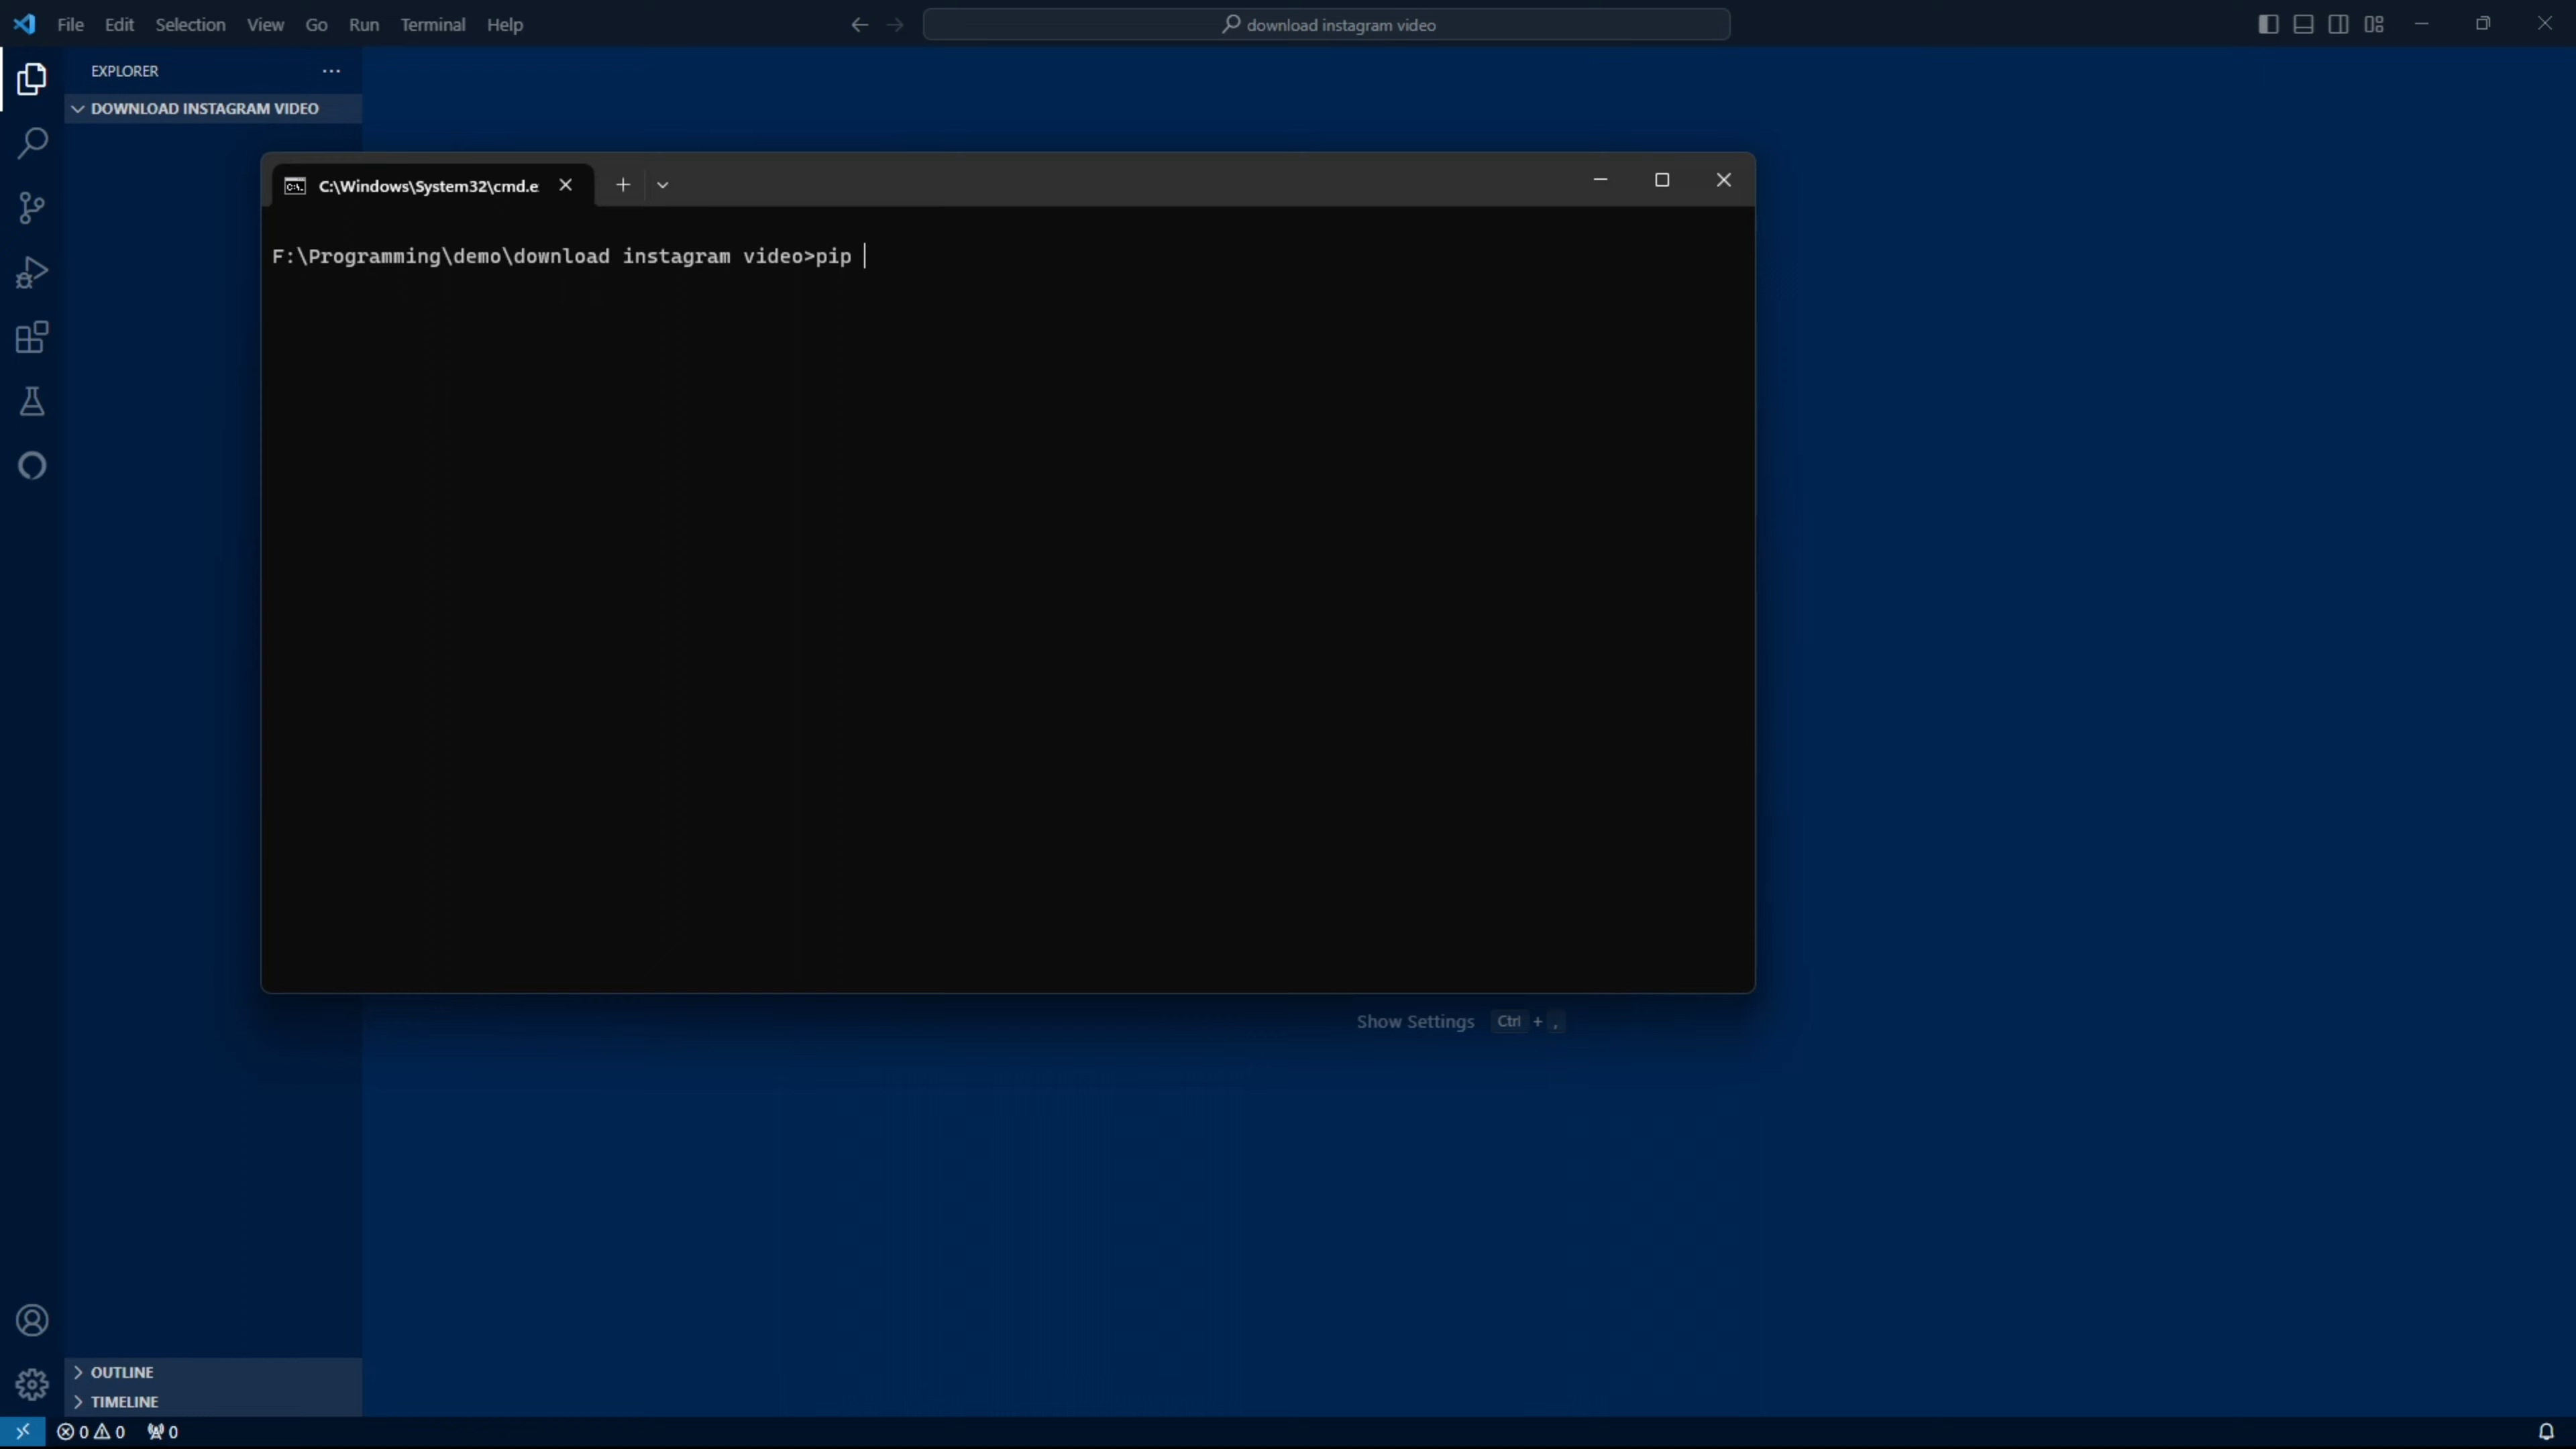 File Edit Selection View Go Run Terminal Help
download instagram video
EXPLORER
DOWNLOAD INSTAGRAM VIDEO
C:\Windows\System32\cmd.e
F:\Programming\demo\download instagram video>pip
Show Settings Ctrl + ,
OUTLINE
TIMELINE
0 0 0